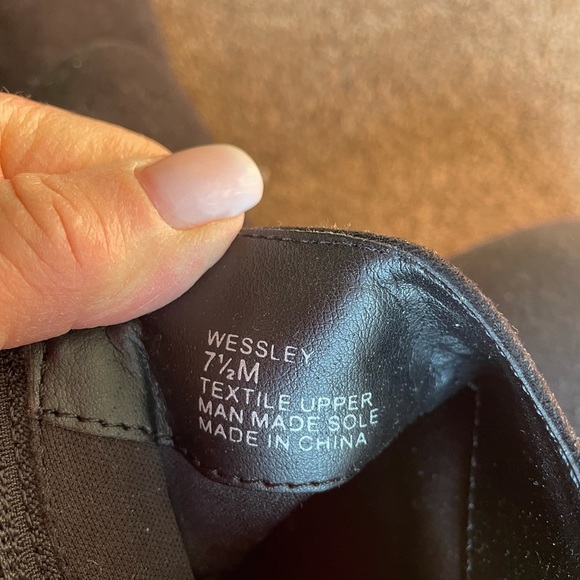 WESSLEY
7½M
TEXTILE UPPER
MAN MADE SOLE
MADE IN CHINA